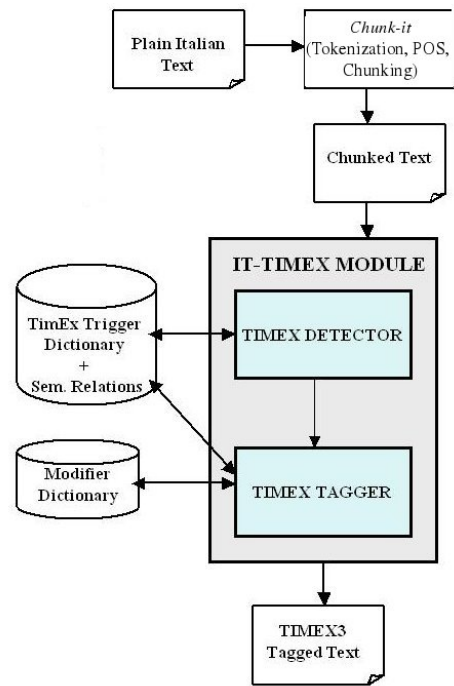 Plain Italian
Text
Chunk-it
(Tokenization, POS,
Chunking)
Chunked Text
IT-TIMEX MODULE
TimEx Trigger
Dictionary
+
Sem. Relations
TIMEX DETECTOR
Modifier
Dictionary
TIMEX TAGGER
TIMEX3
Tagged Text